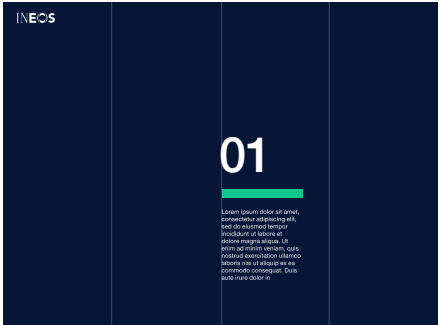 INEOS
01
Lorem ipsum dolor sit amet,
consectetur adipiscing elit,
sed do eiusmod tempor
incididunt ut labore et
dolore magna aliqua. Ut
enim ad minim veniam, quis
nostrud exercitation ullamco
laboris nisi ut aliquip ex ea
commodo consequat. Duis
aute irure dolor in